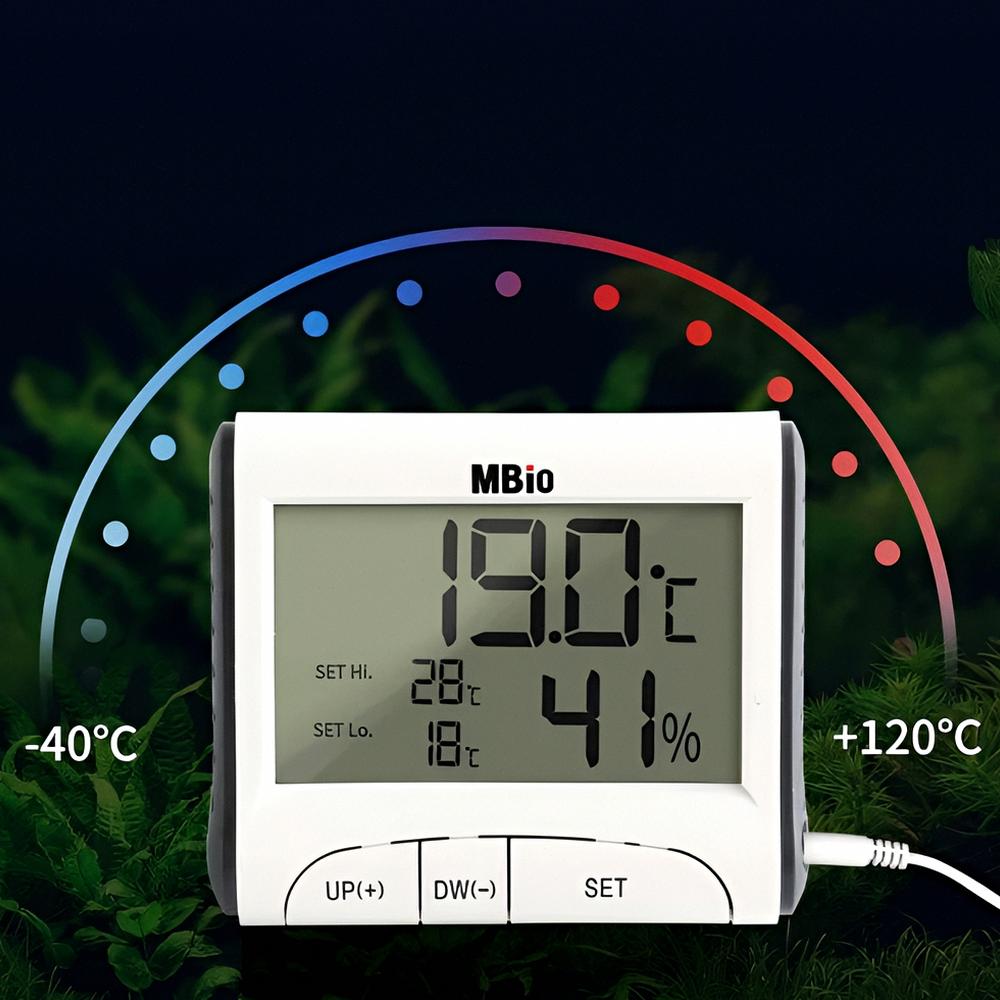 MBio
19.0°C
SET Hi. 28°C
41%
SET Lo. 18°C
-40°C
+120°C
UP(+) DW(-) SET